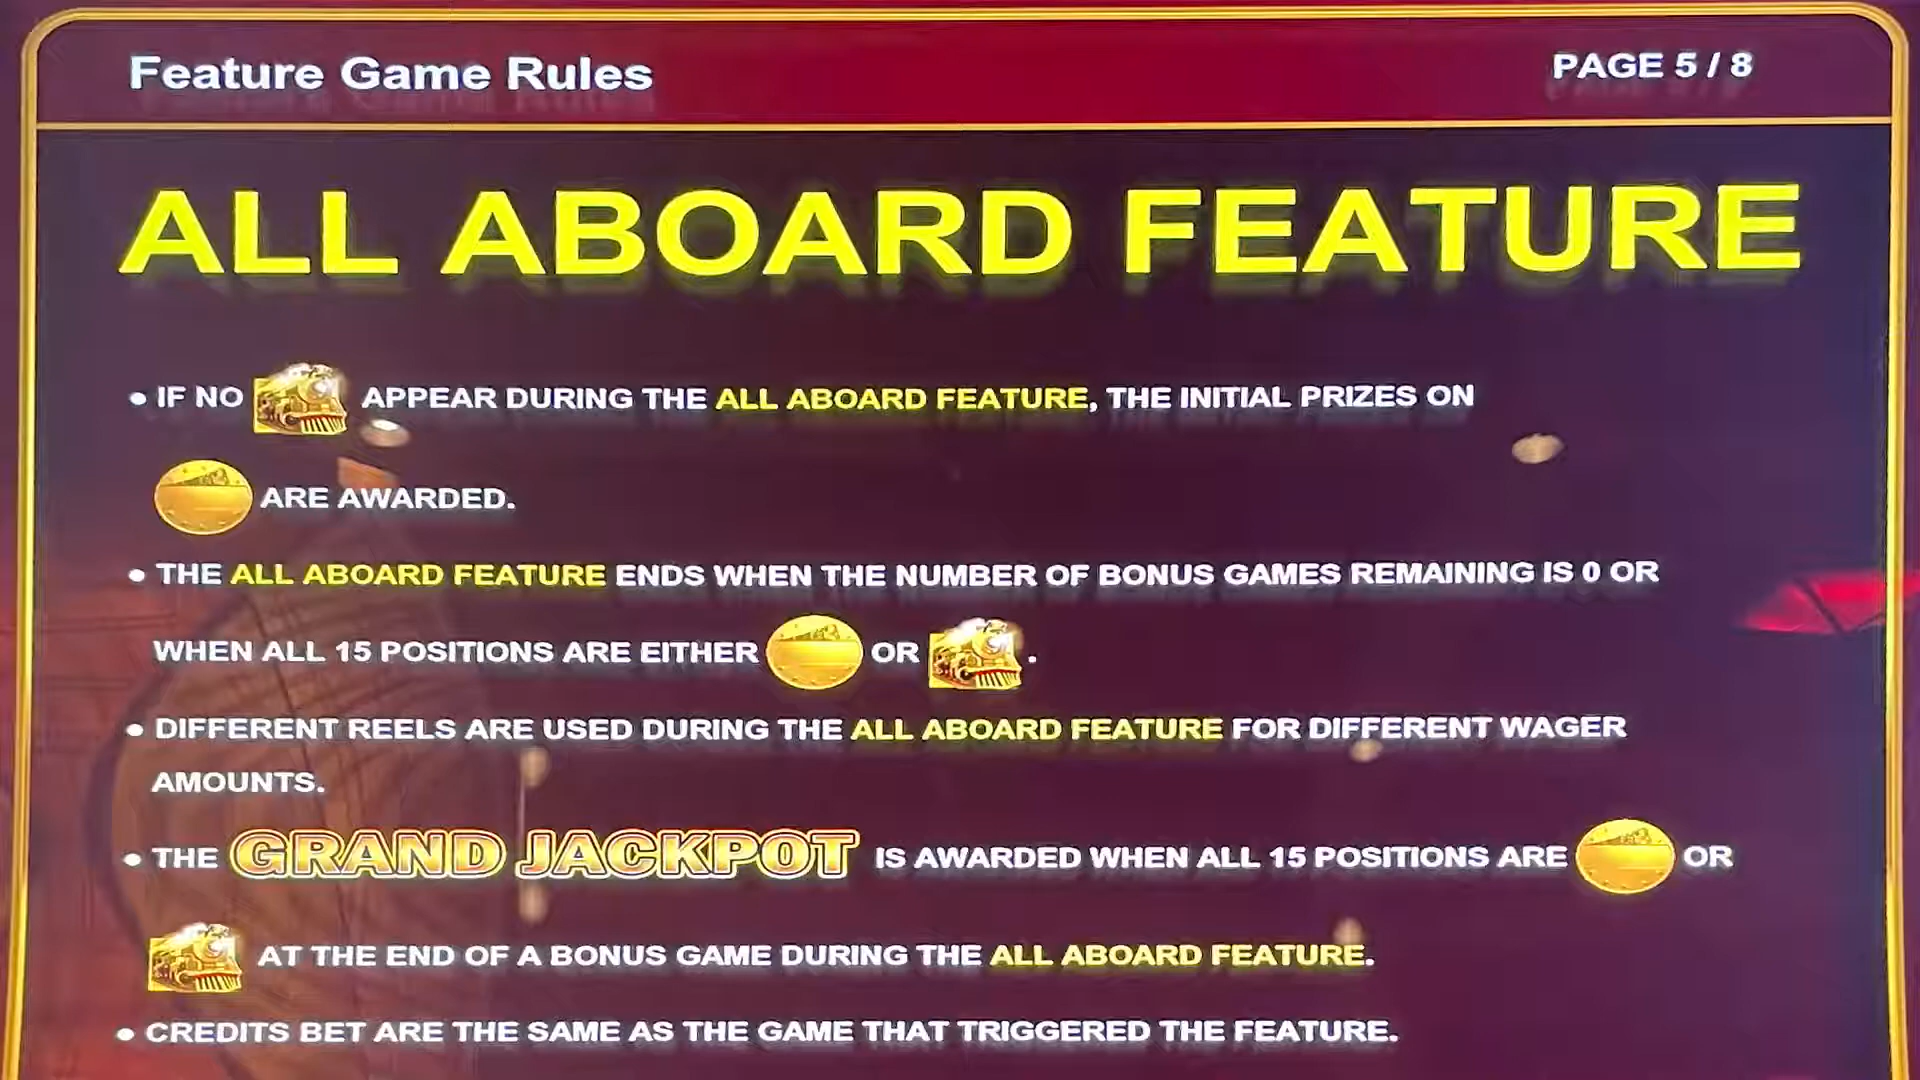 Feature Game Rules
PAGE 5 / 8
ALL ABOARD FEATURE
• IF NO APPEAR DURING THE ALL ABOARD FEATURE, THE INITIAL PRIZES ON
ARE AWARDED.
• THE ALL ABOARD FEATURE ENDS WHEN THE NUMBER OF BONUS GAMES REMAINING IS 0 OR
WHEN ALL 15 POSITIONS ARE EITHER OR .
• DIFFERENT REELS ARE USED DURING THE ALL ABOARD FEATURE FOR DIFFERENT WAGER
AMOUNTS.
• THE GRAND JACKPOT IS AWARDED WHEN ALL 15 POSITIONS ARE OR
AT THE END OF A BONUS GAME DURING THE ALL ABOARD FEATURE.
• CREDITS BET ARE THE SAME AS THE GAME THAT TRIGGERED THE FEATURE.